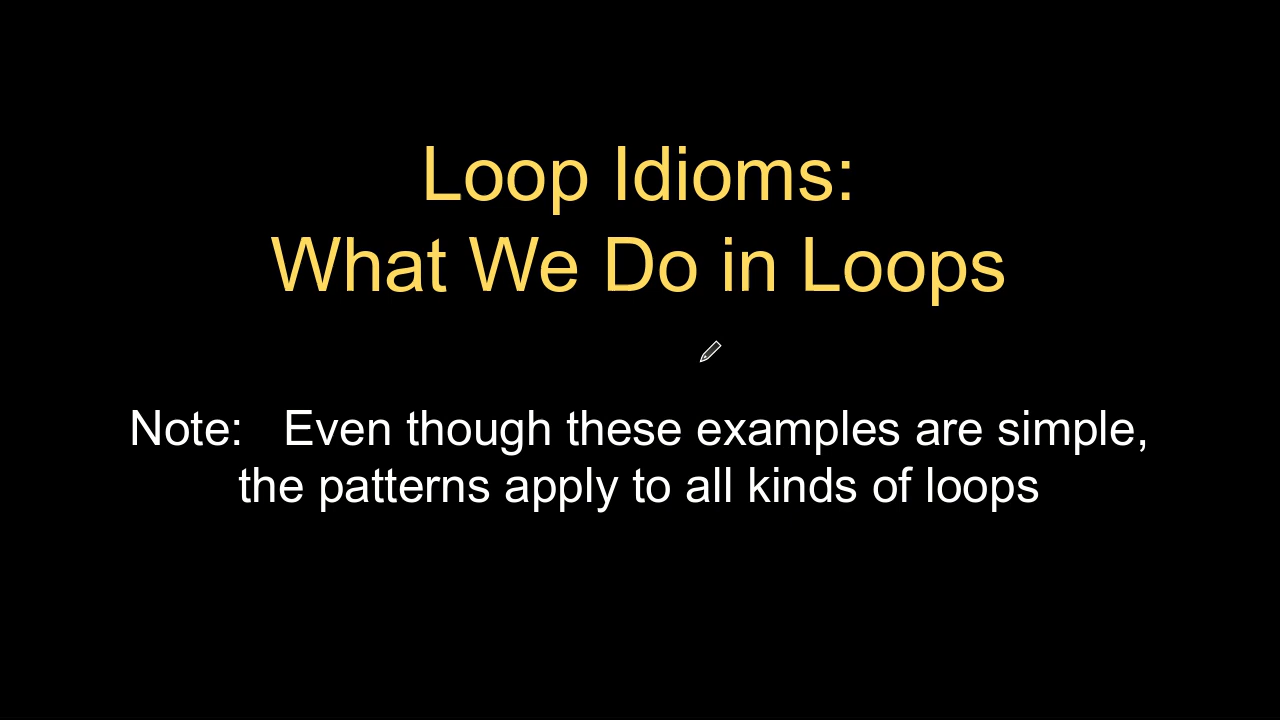 Loop Idioms:
What We Do in Loops
Note: Even though these examples are simple,
the patterns apply to all kinds of loops